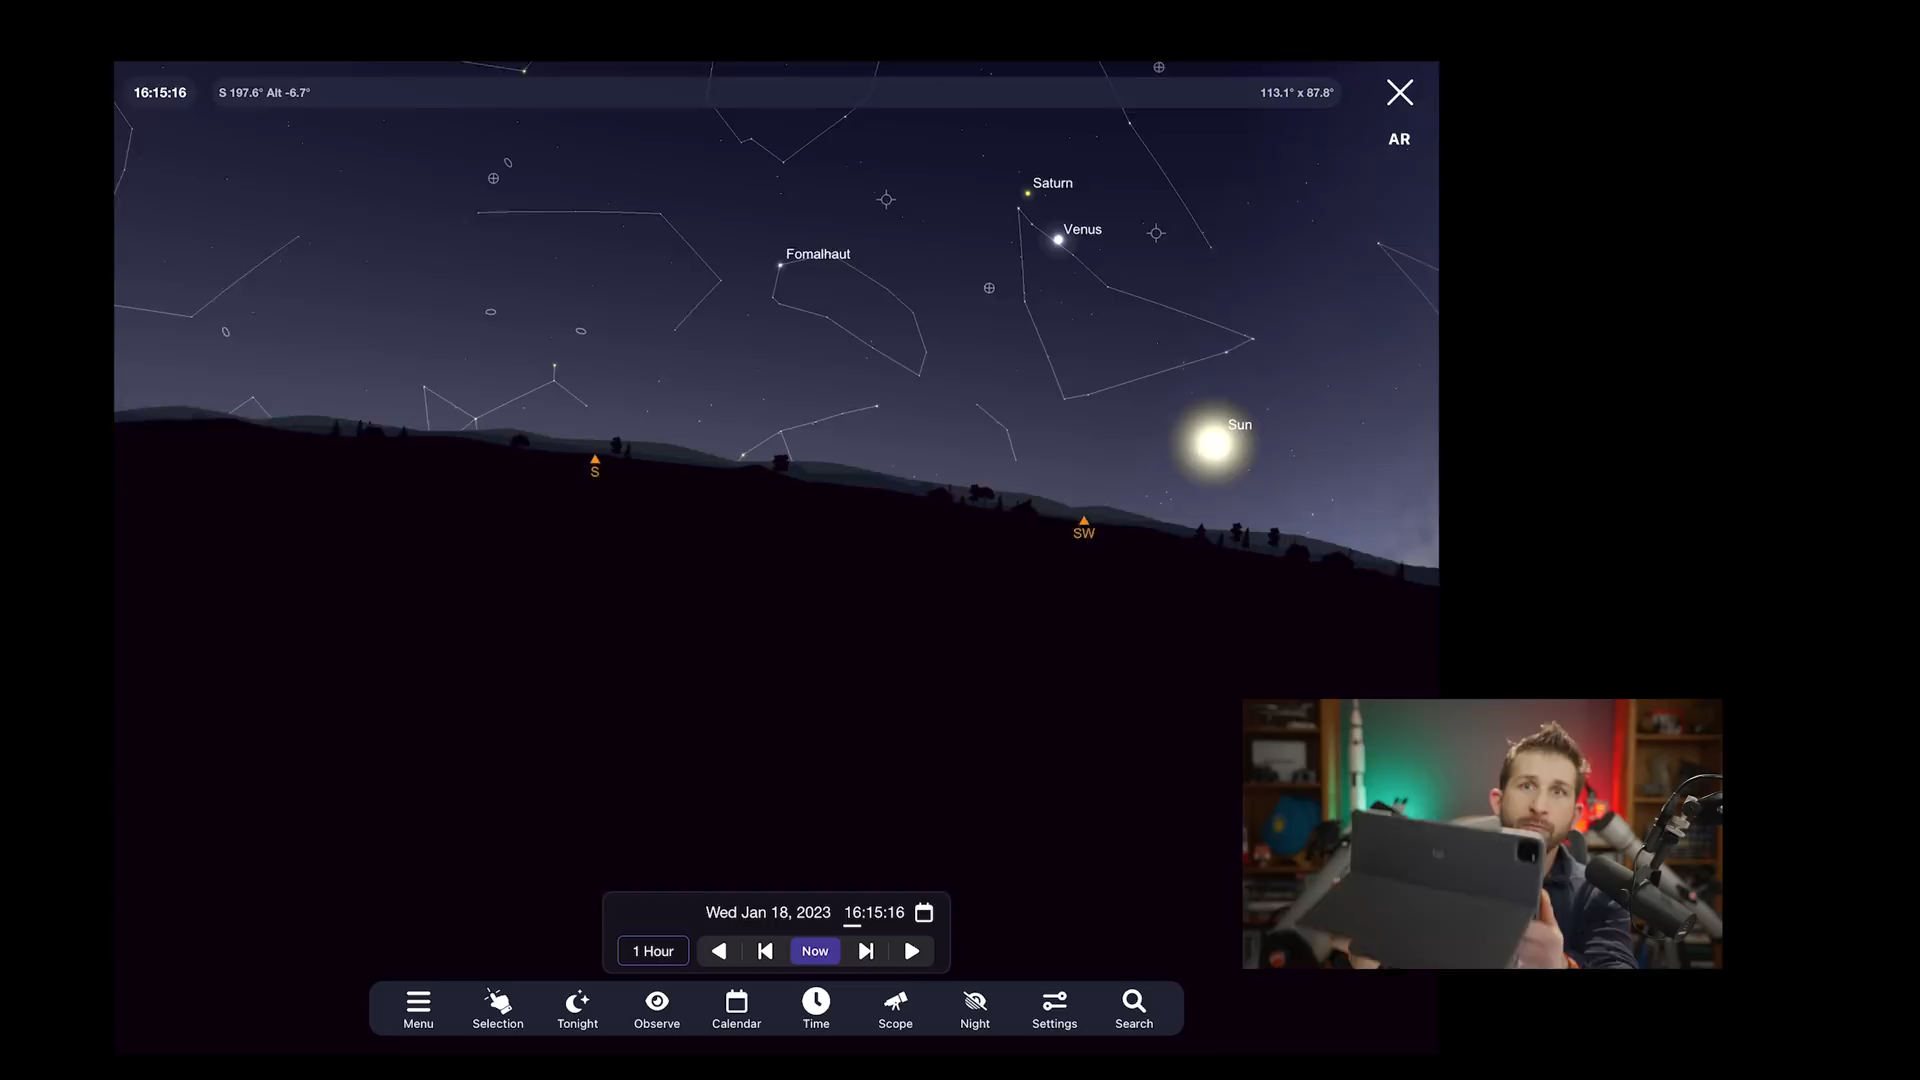 16:15:16
S 197.6° Alt -6.7°
113.1° x 87.8°
AR
Saturn
Venus
Fomalhaut
Sun
S
SW
Wed Jan 18, 2023 16:15:16
1 Hour
Now
Menu
Selection
Tonight
Observe
Calendar
Time
Scope
Night
Settings
Search